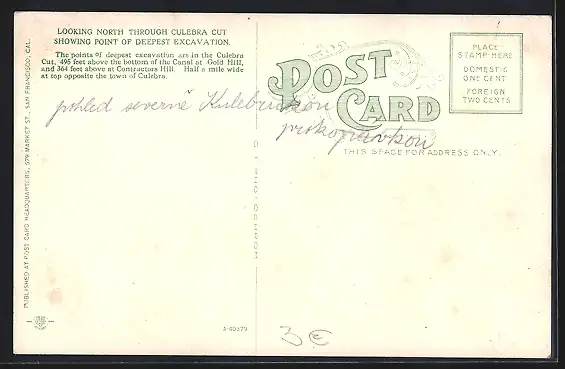 LOOKING NORTH THROUGH CULEBRA CUT
SHOWING POINT OF DEEPEST EXCAVATION.
The points of deepest excavation are in the Culebra
Cut, 495 feet above the bottom of the Canal at Gold Hill,
and 364 feet above at Contractors Hill. Half a mile wide
at top opposite the town of Culebra.
POST
CARD
THIS SPACE FOR ADDRESS ONLY.
PLACE
STAMP HERE
DOMESTIC
ONE CENT
FOREIGN
TWO CENTS
pohled severně Kulebruckou
prokopávkou
PUBLISHED AT POST CARD HEADQUARTERS, 579 MARKET ST., SAN FRANCISCO, CAL.
A-40379
3€